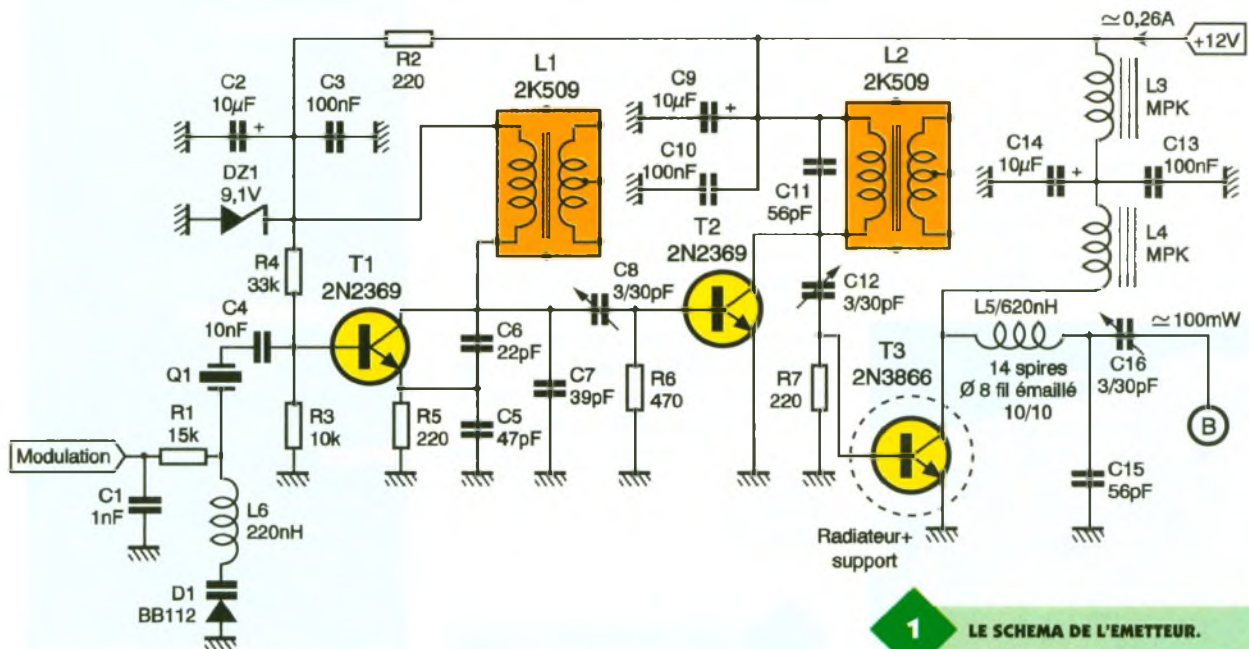 ≃0,26A
+12V
R2
220
L1
2K509
L2
2K509
C2
10µF
+
C3
100nF
C9
10µF
+
L3
MPK
DZ1
9,1V
C10
100nF
C11
56pF
C14
10µF
+
C13
100nF
R4
33k
T1
2N2369
T2
2N2369
L4
MPK
C4
10nF
C8
3/30pF
C12
3/30pF
L5/620nH
≃100mW
C6
22pF
14 spires
Ø 8 fil émaillé
10/10
Q1
R1
15k
R3
10k
R5
220
C5
47pF
C7
39pF
R6
470
R7
220
T3
2N3866
C16
3/30pF
B
Modulation
C1
1nF
L6
220nH
C15
56pF
Radiateur+
support
D1
BB112
1 LE SCHEMA DE L'EMETTEUR.